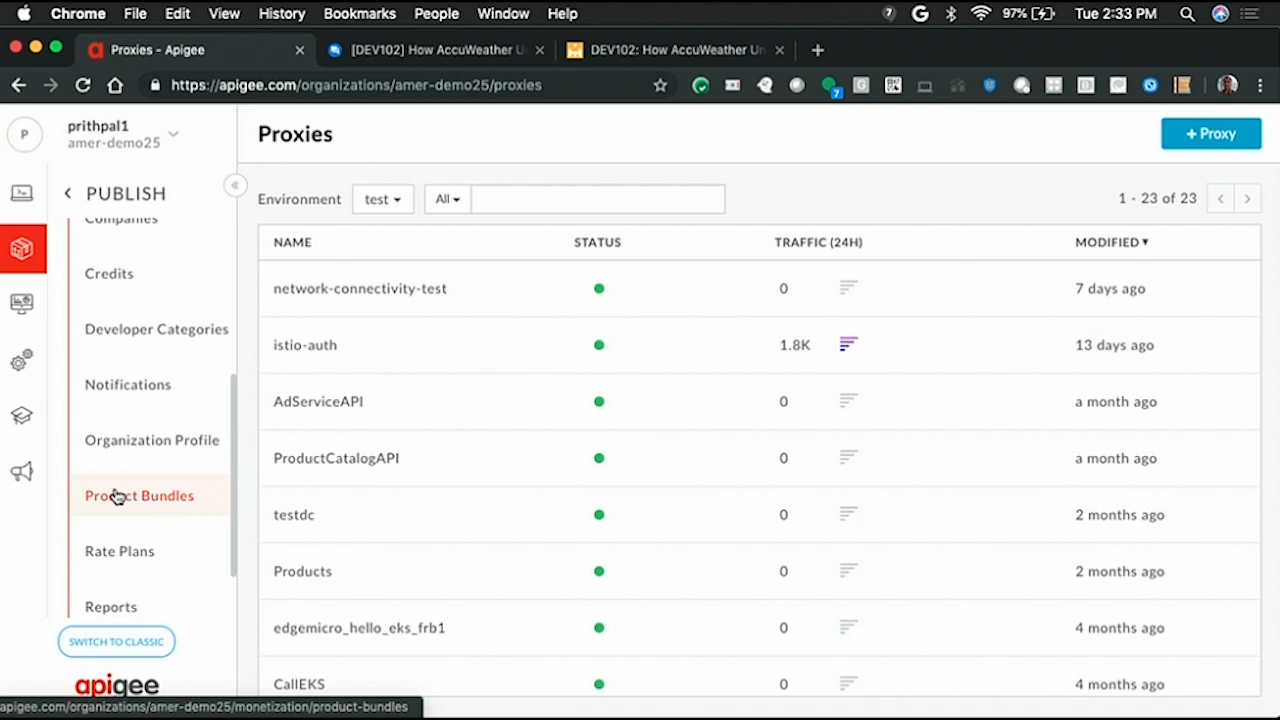 Chrome File Edit View History Bookmarks People Window Help 7 97% Tue 2:33 PM
Proxies - Apigee
[DEV102] How AccuWeather U
DEV102: How AccuWeather Un
https://apigee.com/organizations/amer-demo25/proxies
7
P
prithpal1
amer-demo25
PUBLISH
Companies
Credits
Developer Categories
Notifications
Organization Profile
Product Bundles
Rate Plans
Reports
SWITCH TO CLASSIC
apigee
Proxies
+ Proxy
Environment test All 1 - 23 of 23
NAME STATUS TRAFFIC (24H) MODIFIED
network-connectivity-test 0 7 days ago
istio-auth 1.8K 13 days ago
AdServiceAPI 0 a month ago
ProductCatalogAPI 0 a month ago
testdc 0 2 months ago
Products 0 2 months ago
edgemicro_hello_eks_frb1 0 4 months ago
CallEKS 0 4 months ago
apigee.com/organizations/amer-demo25/monetization/product-bundles